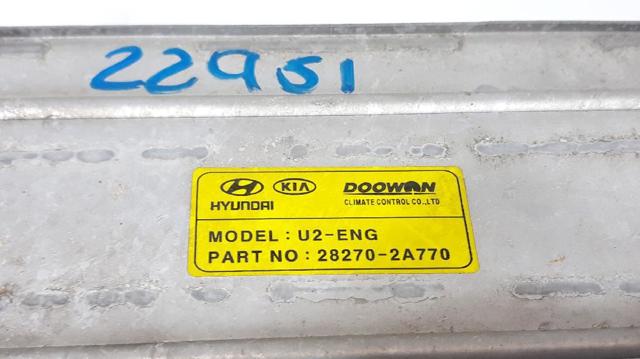 22951
HYUNDAI
KIA
DOOWON
CLIMATE CONTROL CO.,LTD
MODEL : U2-ENG
PART NO : 28270-2A770